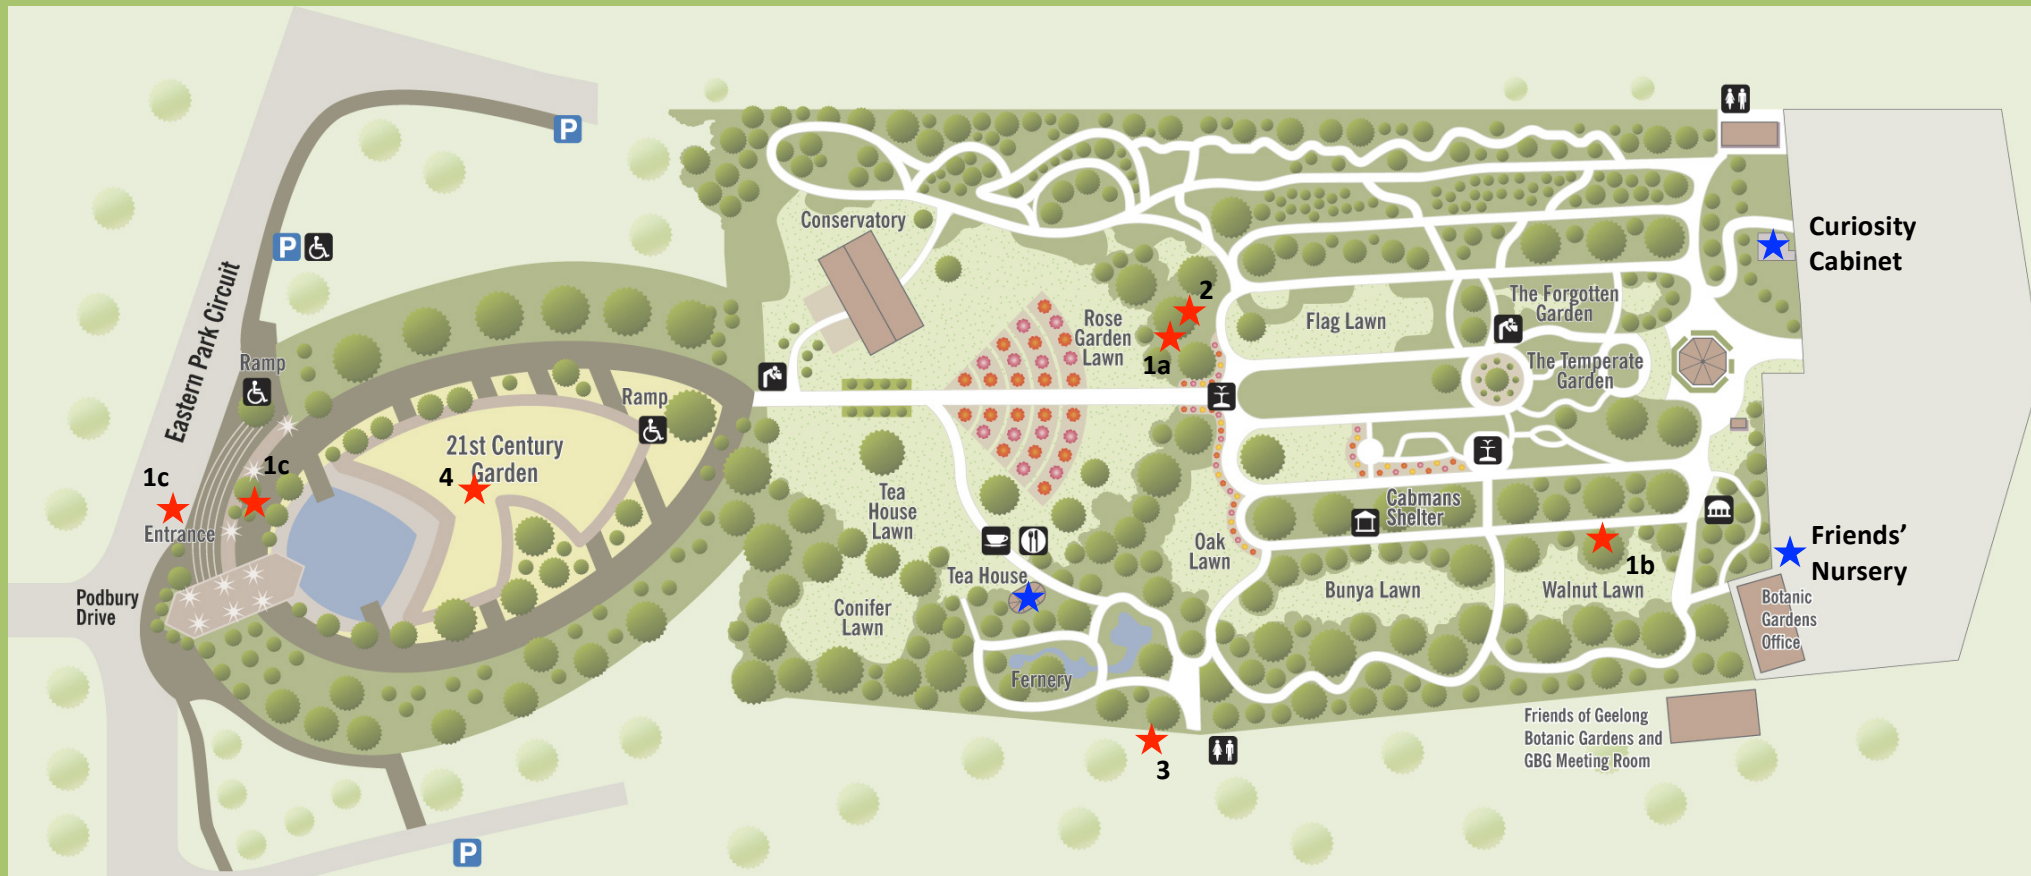 P
Conservatory
Curiosity
Cabinet
P
Eastern Park Circuit
2
The Forgotten
Garden
Rose
Garden
Lawn
Flag Lawn
1a
Ramp
The Temperate
Garden
Ramp
21st Century
Garden
1c
1c
4
Entrance
Tea
House
Lawn
Cabmans
Shelter
Oak
Lawn
Friends’
Nursery
1b
Tea House
Bunya Lawn
Walnut Lawn
Podbury
Drive
Conifer
Lawn
Botanic
Gardens
Office
Fernery
Friends of Geelong
Botanic Gardens and
GBG Meeting Room
3
P